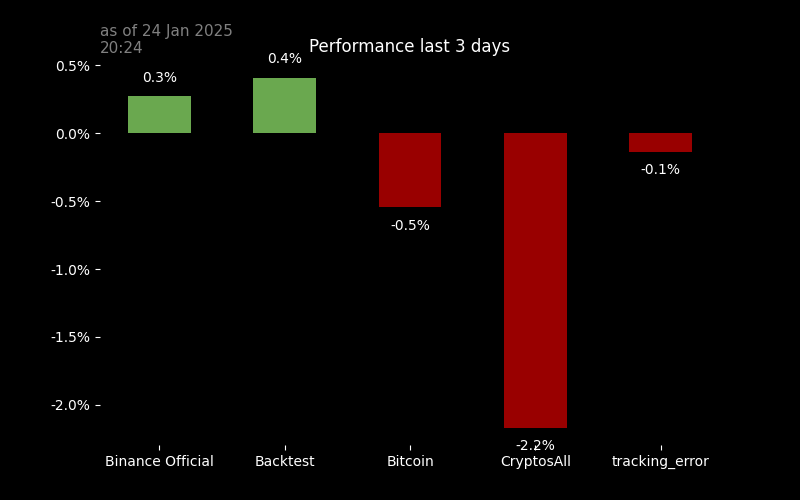 as of 24 Jan 2025
20:24
Performance last 3 days
0.5%
0.0%
-0.5%
-1.0%
-1.5%
-2.0%
0.3%
0.4%
-0.5%
-2.2%
-0.1%
Binance Official
Backtest
Bitcoin
CryptosAll
tracking_error